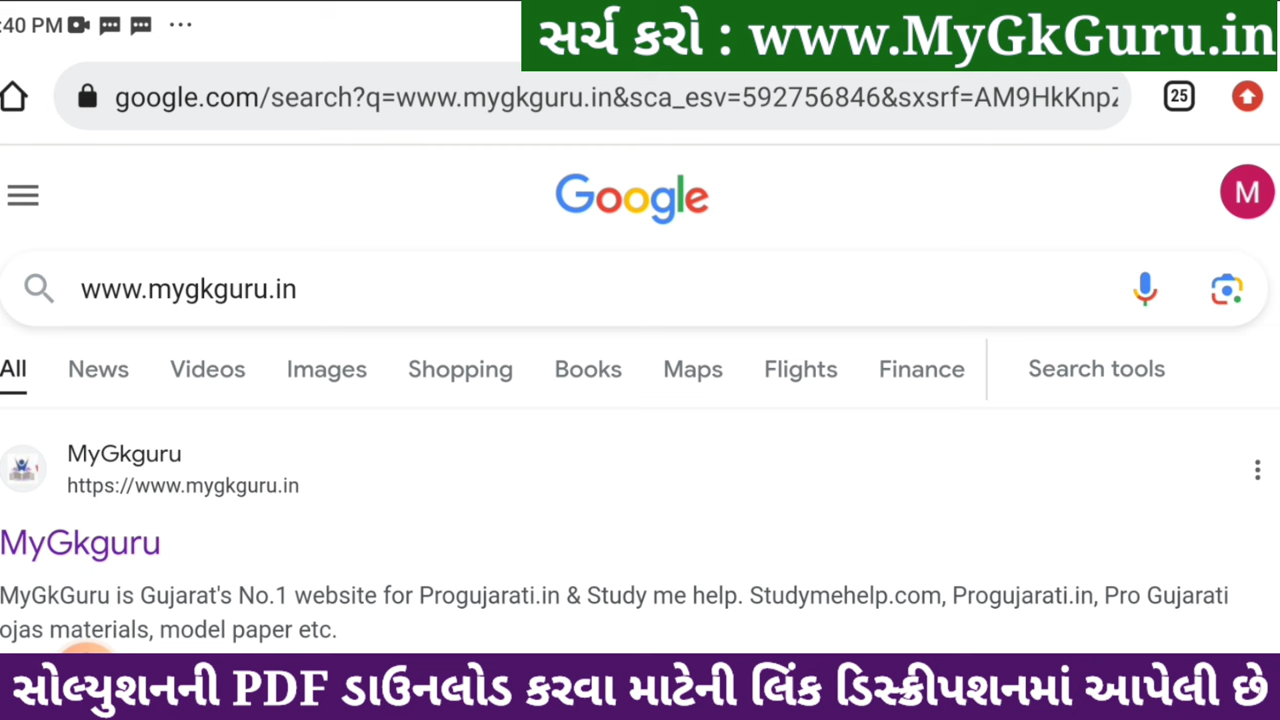 :40 PM
સર્ચ કરો : www.MyGkGuru.in
google.com/search?q=www.mygkguru.in&sca_esv=592756846&sxsrf=AM9HkKnpZ
25
Google
M
www.mygkguru.in
All News Videos Images Shopping Books Maps Flights Finance Search tools
MyGkguru
https://www.mygkguru.in
MyGkguru
MyGkGuru is Gujarat's No.1 website for Progujarati.in & Study me help. Studymehelp.com, Progujarati.in, Pro Gujarati
ojas materials, model paper etc.
સોલ્યુશનની PDF ડાઉનલોડ કરવા માટેની લિંક ડિસ્ક્રીપશનમાં આપેલી છે